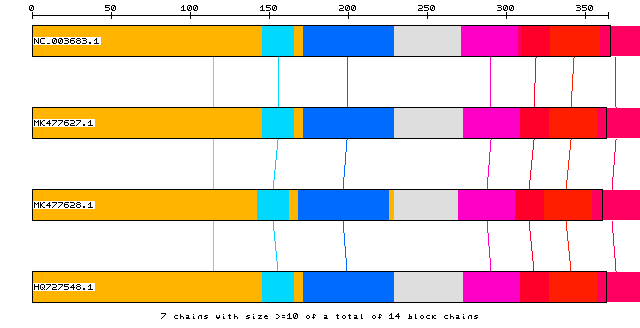 0 50 100 150 200 250 300 350
NC_003683.1
MK477627.1
MK477628.1
HQ727548.1
7 chains with size >=10 of a total of 14 block chains